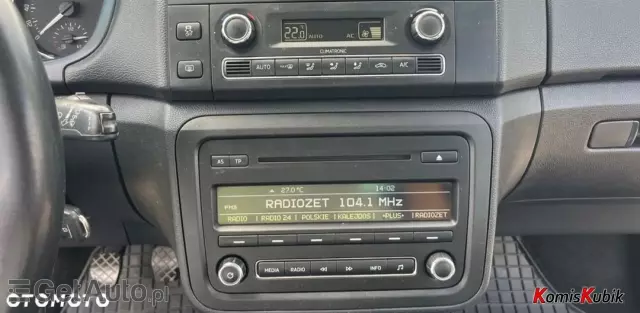 22.0 AUTO AC
CLIMATRONIC
AUTO A/C
AS TP
27.0°C 14:02
RADIOZET 104.1 MHz
RADIO RADIO 24 POLSKIE KALEJDOS •PLUS• RADIOZET
MEDIA RADIO INFO
OTOMOTO
GetAuto.pl
KomisKubik